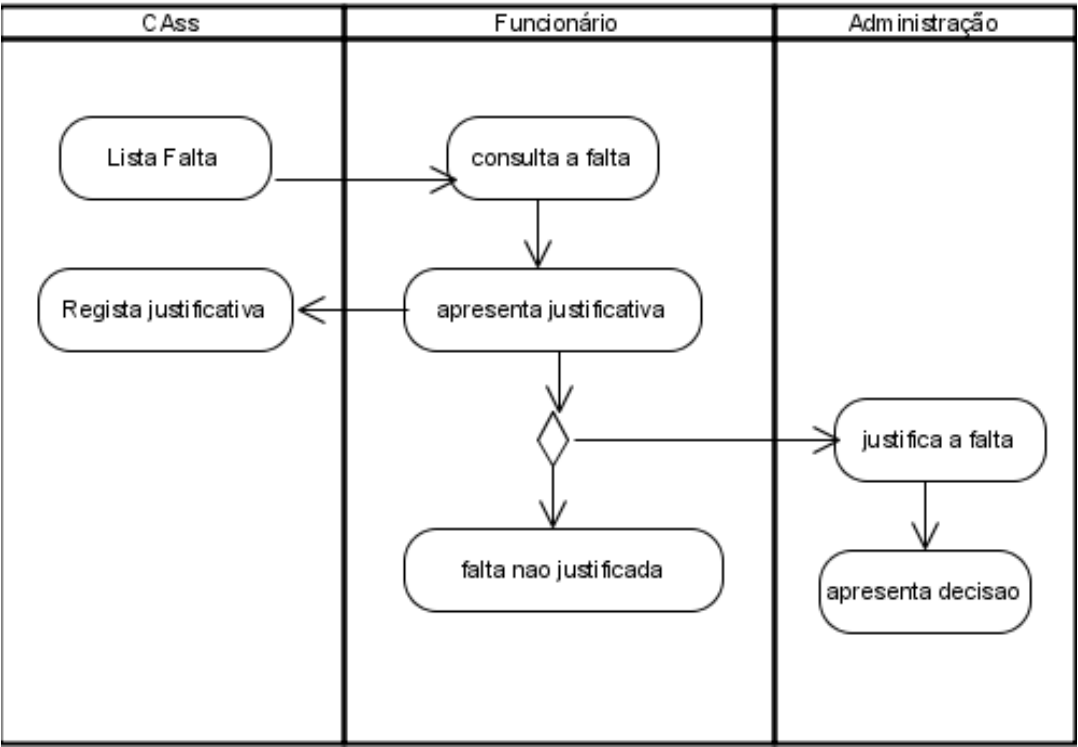 CAss
Funcionário
Administração
Lista Falta
consulta a falta
Regista justificativa
apresenta justificativa
justifica a falta
falta nao justificada
apresenta decisao